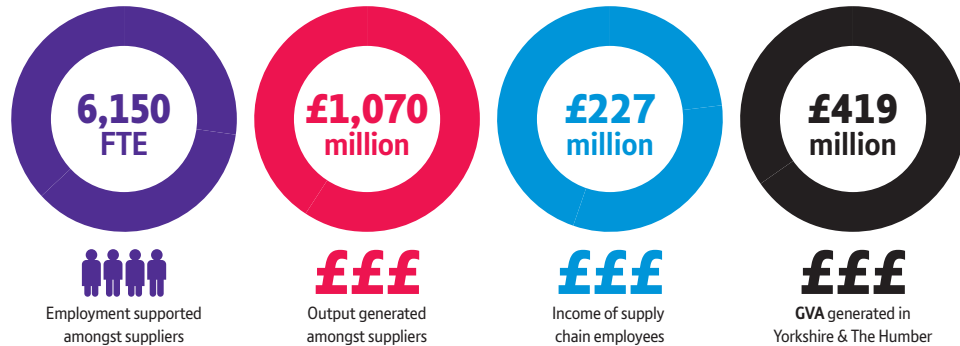 6,150
FTE
£1,070
million
£227
million
£419
million
£££
£££
£££
Employment supported
amongst suppliers
Output generated
amongst suppliers
Income of supply
chain employees
GVA generated in
Yorkshire & The Humber